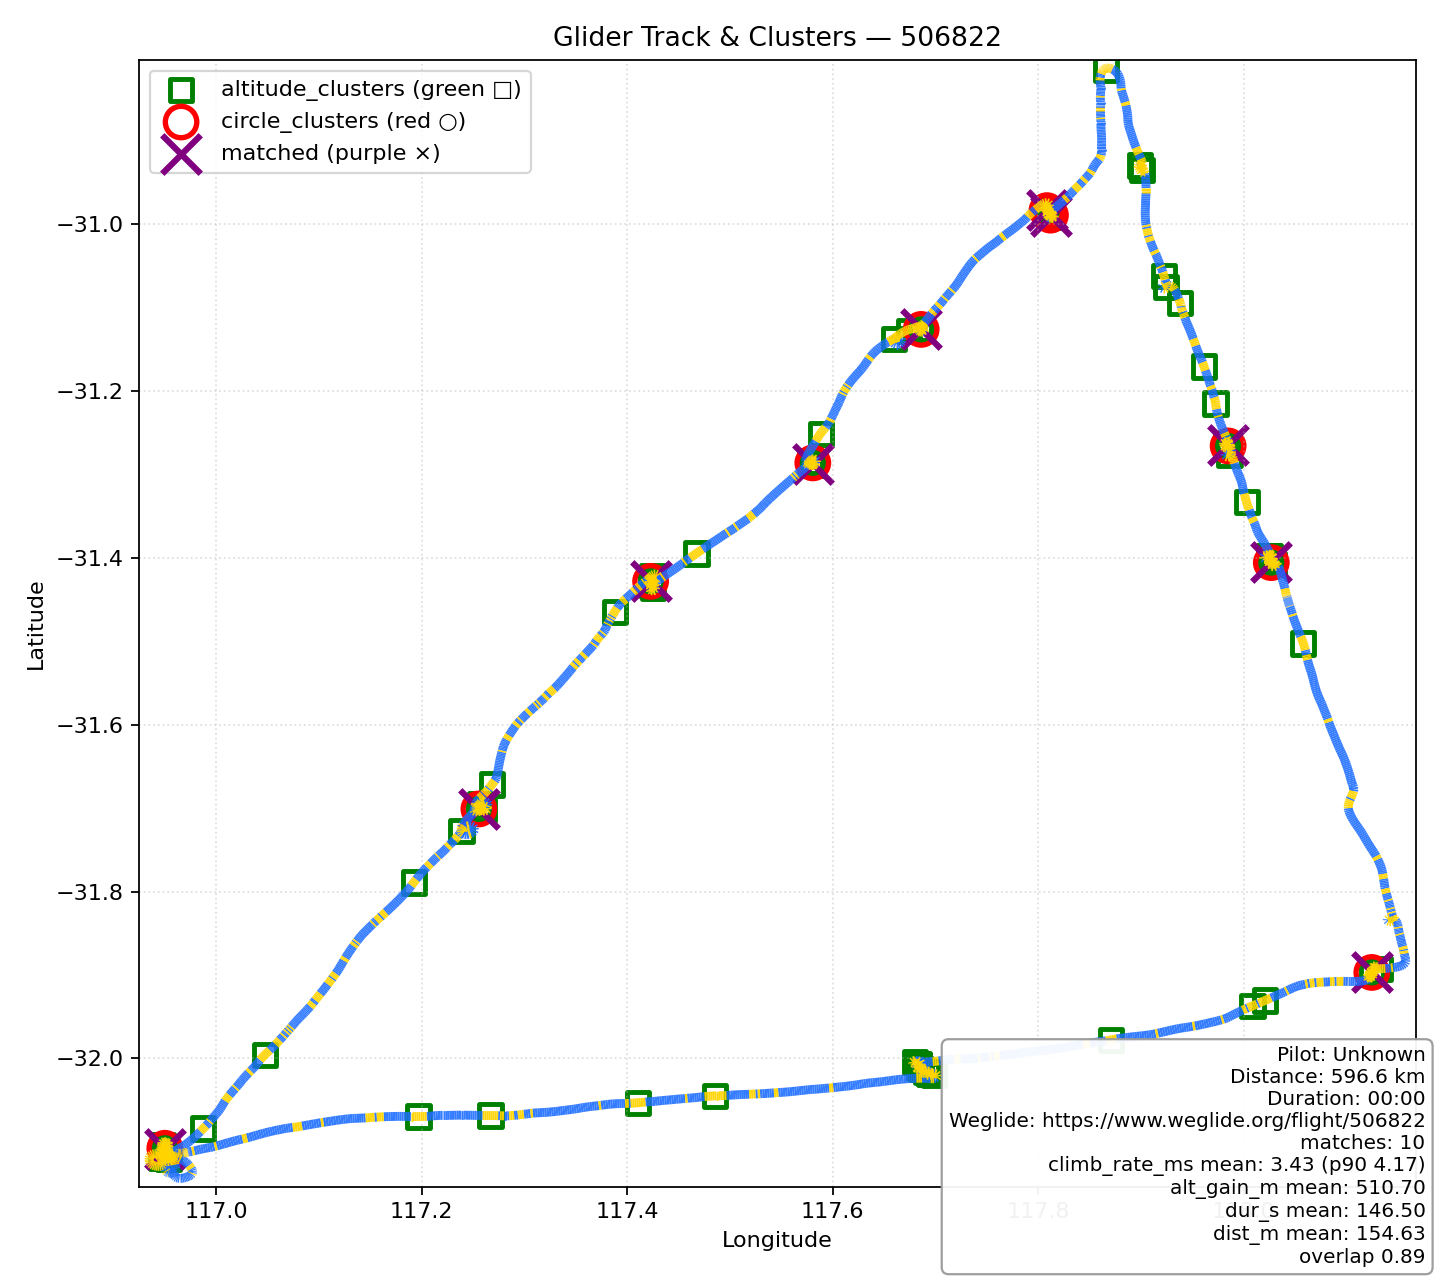 Glider Track & Clusters — 506822
altitude_clusters (green □)
circle_clusters (red ○)
matched (purple ×)
−31.0
−31.2
−31.4
−31.6
−31.8
−32.0
Latitude
117.0
117.2
117.4
117.6
117.8
Longitude
Pilot: Unknown
Distance: 596.6 km
Duration: 00:00
Weglide: https://www.weglide.org/flight/506822
matches: 10
climb_rate_ms mean: 3.43 (p90 4.17)
alt_gain_m mean: 510.70
dur_s mean: 146.50
dist_m mean: 154.63
overlap 0.89